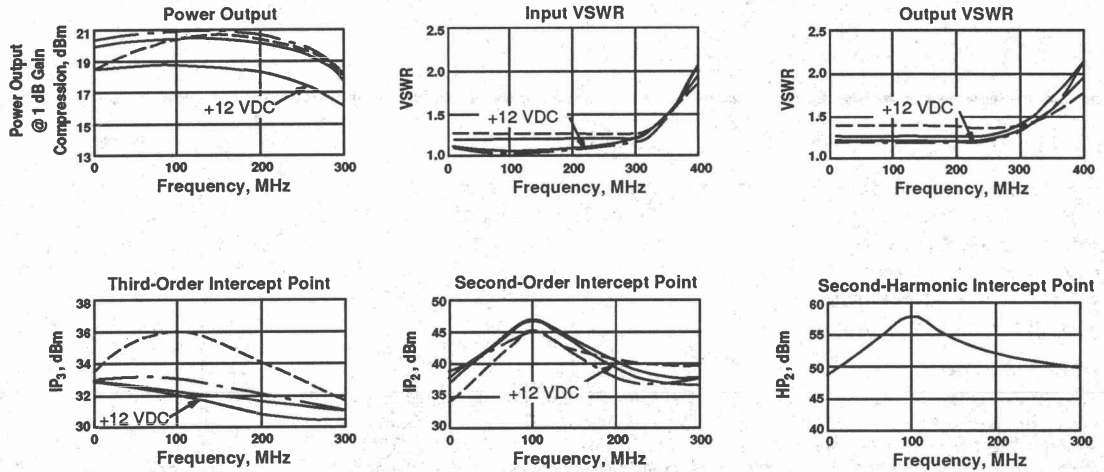 Power Output
Power Output
@ 1 dB Gain
Compression, dBm
21
19
17
15
13
+12 VDC
0 100 200 300
Frequency, MHz
Input VSWR
VSWR
2.5
2.0
1.5
1.0
+12 VDC
0 100 200 300 400
Frequency, MHz
Output VSWR
VSWR
2.5
2.0
1.5
1.0
+12 VDC
0 100 200 300 400
Frequency, MHz
Third-Order Intercept Point
IP3, dBm
38
36
34
32
30
+12 VDC
0 100 200 300
Frequency, MHz
Second-Order Intercept Point
IP2, dBm
50
45
40
35
30
+12 VDC
0 100 200 300
Frequency, MHz
Second-Harmonic Intercept Point
HP2, dBm
60
55
50
45
40
0 100 200 300
Frequency, MHz